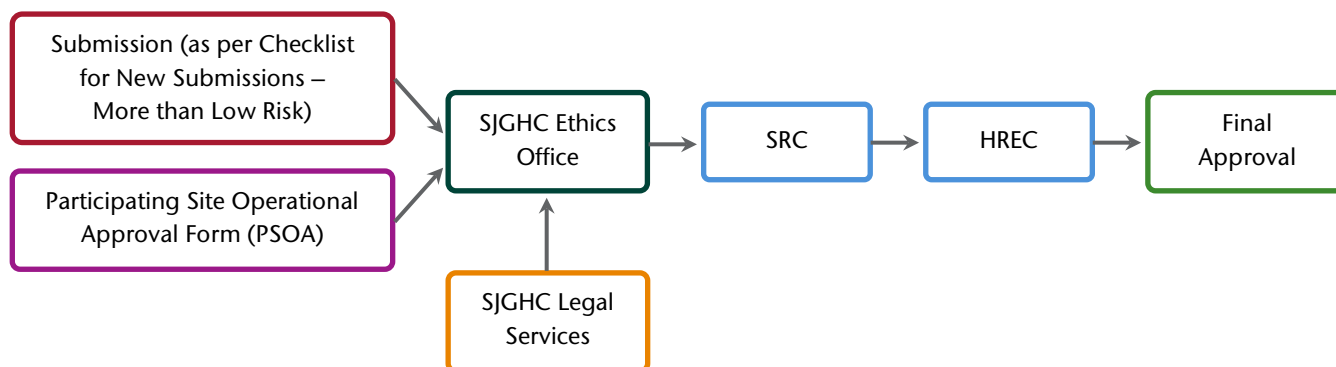 Submission (as per Checklist
for New Submissions –
More than Low Risk)
Participating Site Operational
Approval Form (PSOA)
SJGHC Ethics
Office
SJGHC Legal
Services
SRC
HREC
Final
Approval